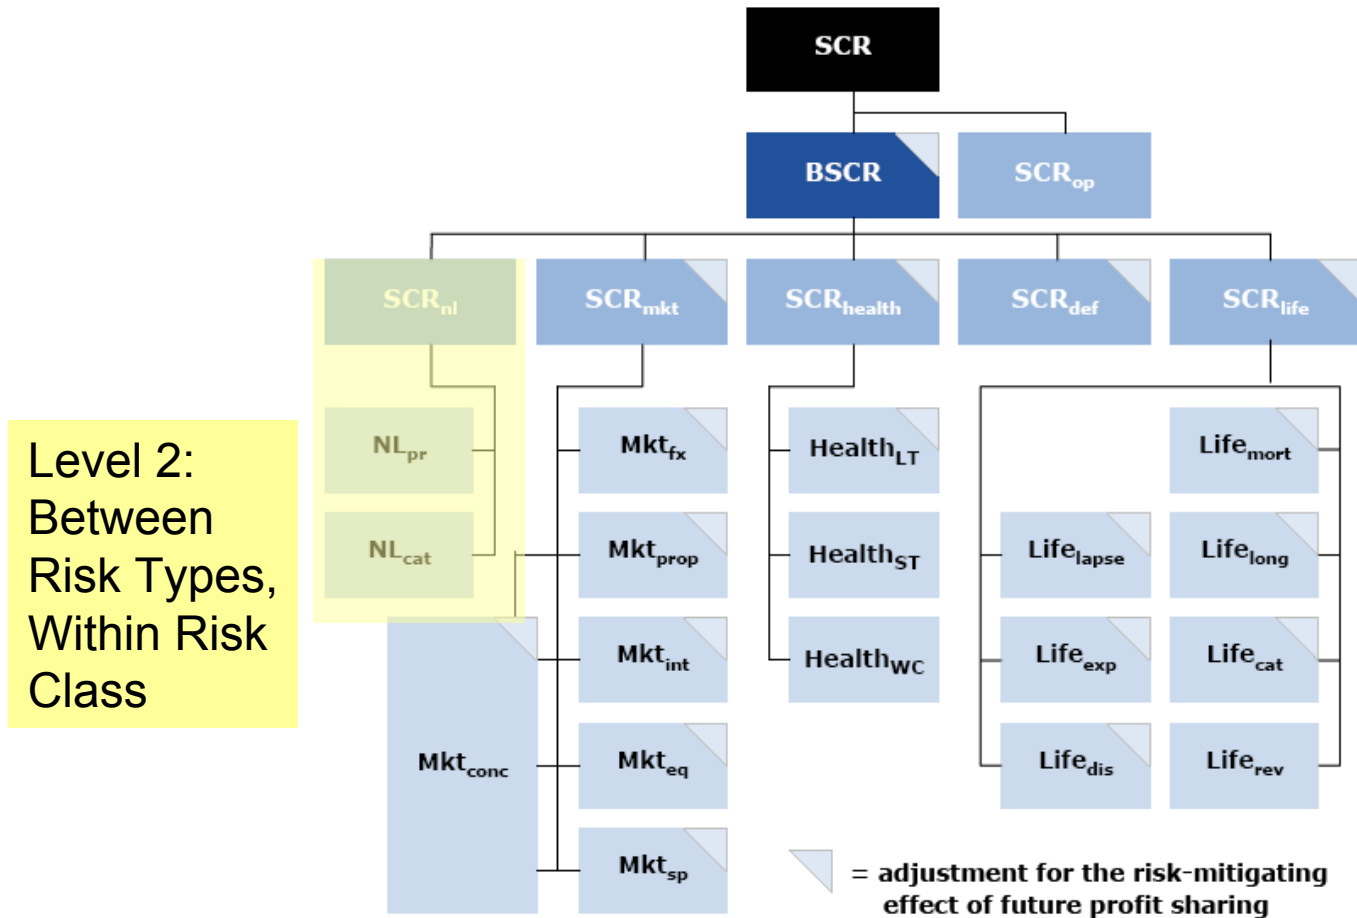 SCR
BSCR
SCRop
SCRnl
SCRmkt
SCRhealth
SCRdef
SCRlife
Level 2:
Between
Risk Types,
Within Risk
Class
NLpr
NLcat
Mktfx
Mktprop
Mktint
Mkteq
Mktsp
Mktconc
HealthLT
HealthST
HealthWC
Lifelapse
Lifeexp
Lifedis
Lifemort
Lifelong
Lifecat
Liferev
= adjustment for the risk-mitigating
effect of future profit sharing